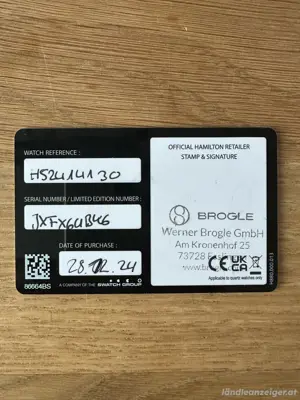 WATCH REFERENCE :
H52414130
SERIAL NUMBER / LIMITED EDITION NUMBER :
DATE OF PURCHASE :
28.12.24
86664BS
A COMPANY OF THE SWATCH GROUP
OFFICIAL HAMILTON RETAILER
STAMP & SIGNATURE
BROGLE
Werner Brogle GmbH
Am Kronenhof 25
73728
CE UK CA
Applicable to quartz watches only
ländleanzeiger.at